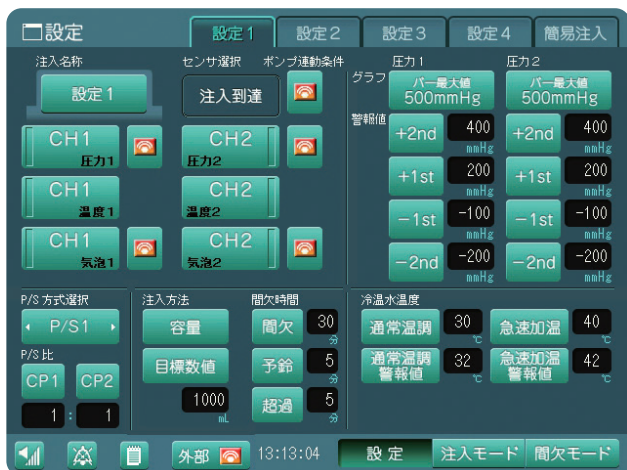 設定
設定1
設定2
設定3
設定4
簡易注入
注入名称
センサ選択
ポンプ連動条件
圧力1
圧力2
設定1
注入到達
グラフ
バー最大値
500mmHg
バー最大値
500mmHg
警報値
CH1
圧力1
CH2
圧力2
+2nd
400
mmHg
+2nd
400
mmHg
CH1
温度1
CH2
温度2
+1st
200
mmHg
+1st
200
mmHg
CH1
気泡1
CH2
気泡2
−1st
−100
mmHg
−1st
−100
mmHg
−2nd
−200
mmHg
−2nd
−200
mmHg
P/S方式選択
P/S1
P/S比
CP1
CP2
1
:
1
注入方法
容量
目標数値
1000
mL
間欠時間
間欠
30
分
予鈴
5
分
超過
5
分
冷温水温度
通常温調
30
℃
急速加温
40
℃
通常温調
警報値
32
℃
急速加温
警報値
42
℃
外部
13:13:04
設定
注入モード
間欠モード